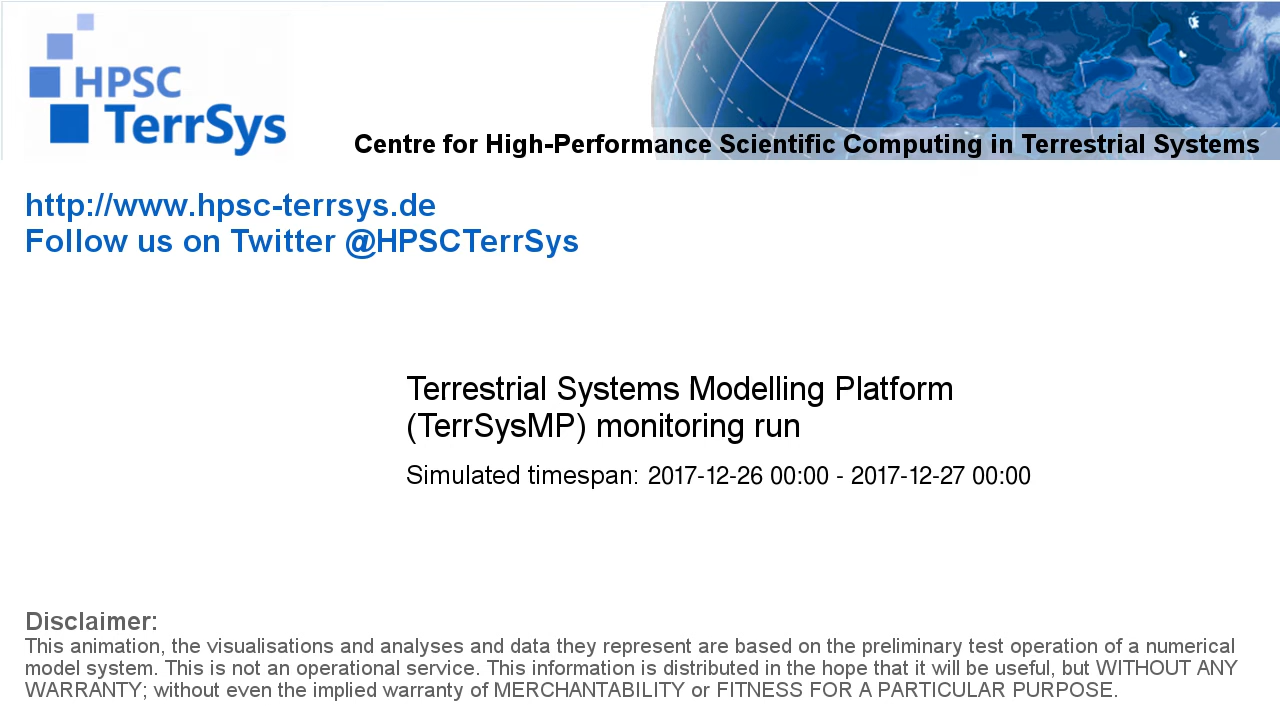 HPSC
TerrSys
Centre for High-Performance Scientific Computing in Terrestrial Systems
http://www.hpsc-terrsys.de
Follow us on Twitter @HPSCTerrSys
Terrestrial Systems Modelling Platform
(TerrSysMP) monitoring run
Simulated timespan: 2017-12-26 00:00 - 2017-12-27 00:00
Disclaimer:
This animation, the visualisations and analyses and data they represent are based on the preliminary test operation of a numerical
model system. This is not an operational service. This information is distributed in the hope that it will be useful, but WITHOUT ANY
WARRANTY; without even the implied warranty of MERCHANTABILITY or FITNESS FOR A PARTICULAR PURPOSE.